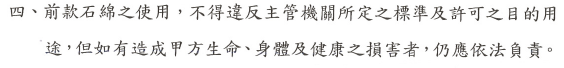 四、前款石綿之使用，不得違反主管機關所定之標準及許可之目的用
途，但如有造成甲方生命、身體及健康之損害者，仍應依法負責。